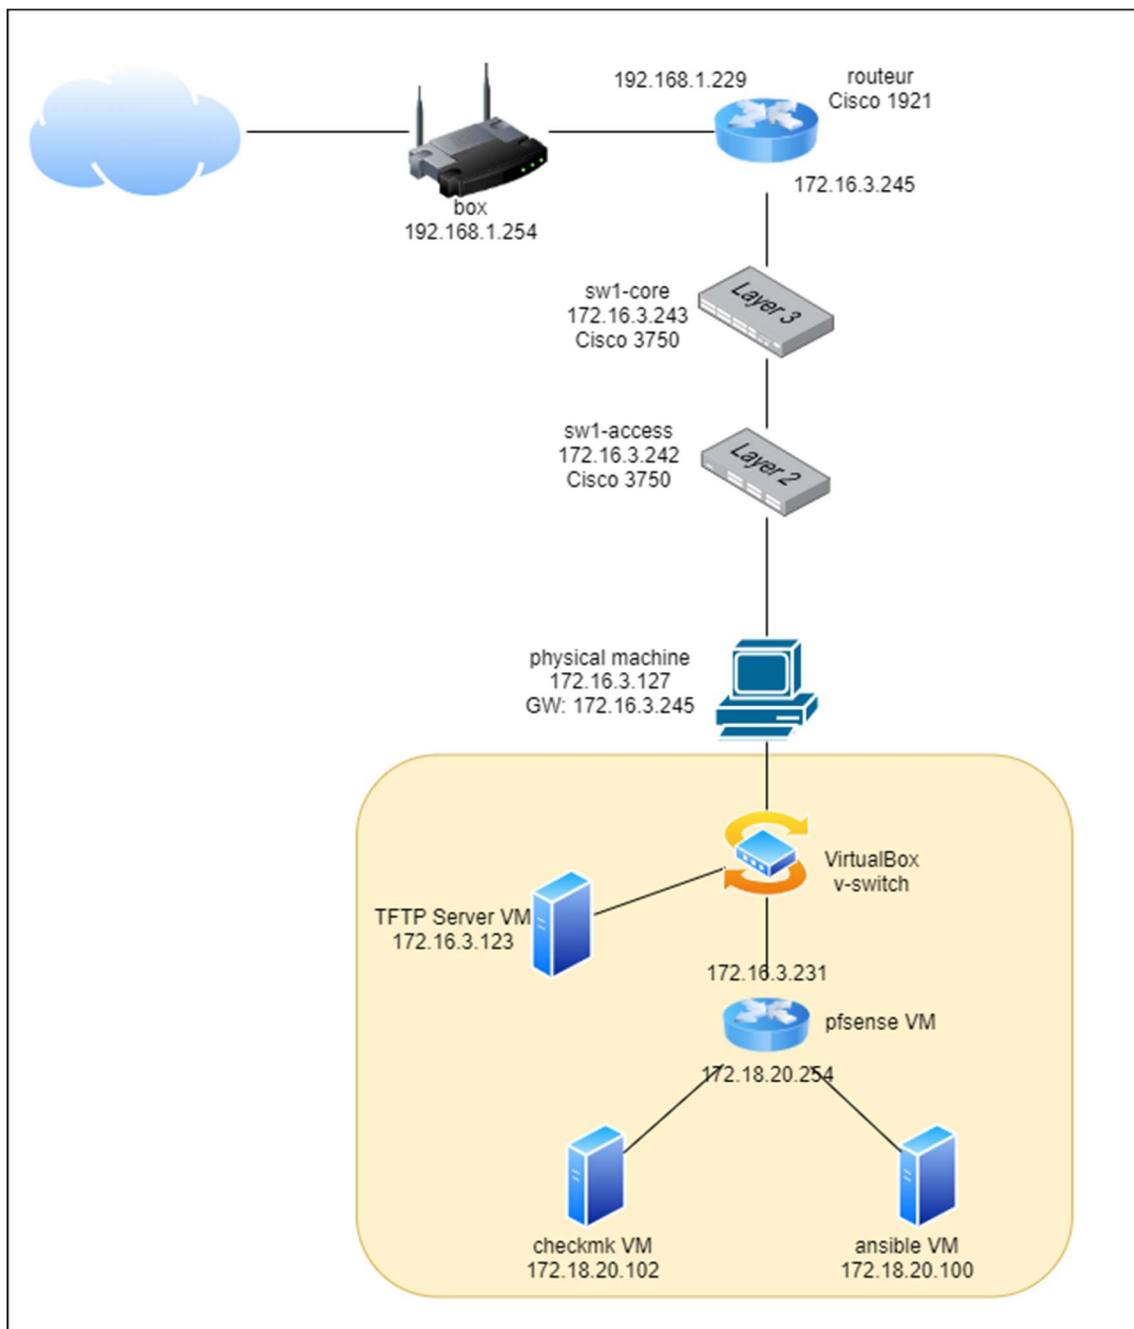 192.168.1.229
routeur
Cisco 1921
172.16.3.245
box
192.168.1.254
sw1-core
172.16.3.243
Cisco 3750
Layer 3
sw1-access
172.16.3.242
Cisco 3750
Layer 2
physical machine
172.16.3.127
GW: 172.16.3.245
VirtualBox
v-switch
TFTP Server VM
172.16.3.123
172.16.3.231
pfsense VM
172.18.20.254
checkmk VM
172.18.20.102
ansible VM
172.18.20.100